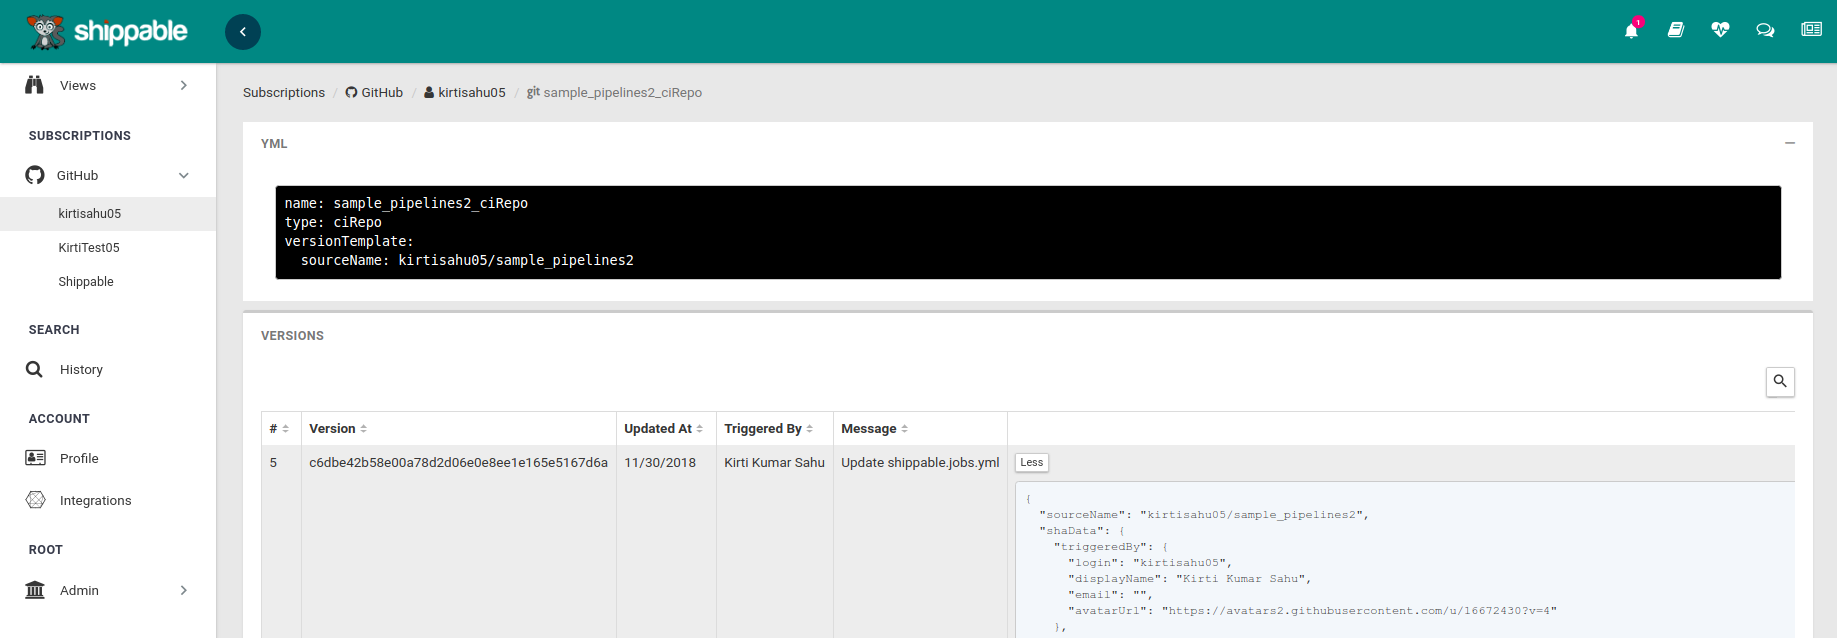 shippable
1
Views
Subscriptions / GitHub / kirtisahu05 / git sample_pipelines2_ciRepo
SUBSCRIPTIONS
GitHub
kirtisahu05
KirtiTest05
Shippable
SEARCH
History
ACCOUNT
Profile
Integrations
ROOT
Admin
YML
name: sample_pipelines2_ciRepo
type: ciRepo
versionTemplate:
  sourceName: kirtisahu05/sample_pipelines2
VERSIONS
# Version Updated At Triggered By Message
5 c6dbe42b58e00a78d2d06e0e8ee1e165e5167d6a 11/30/2018 Kirti Kumar Sahu Update shippable.jobs.yml Less
{
  "sourceName": "kirtisahu05/sample_pipelines2",
  "shaData": {
    "triggeredBy": {
      "login": "kirtisahu05",
      "displayName": "Kirti Kumar Sahu",
      "email": "",
      "avatarUrl": "https://avatars2.githubusercontent.com/u/16672430?v=4"
    },